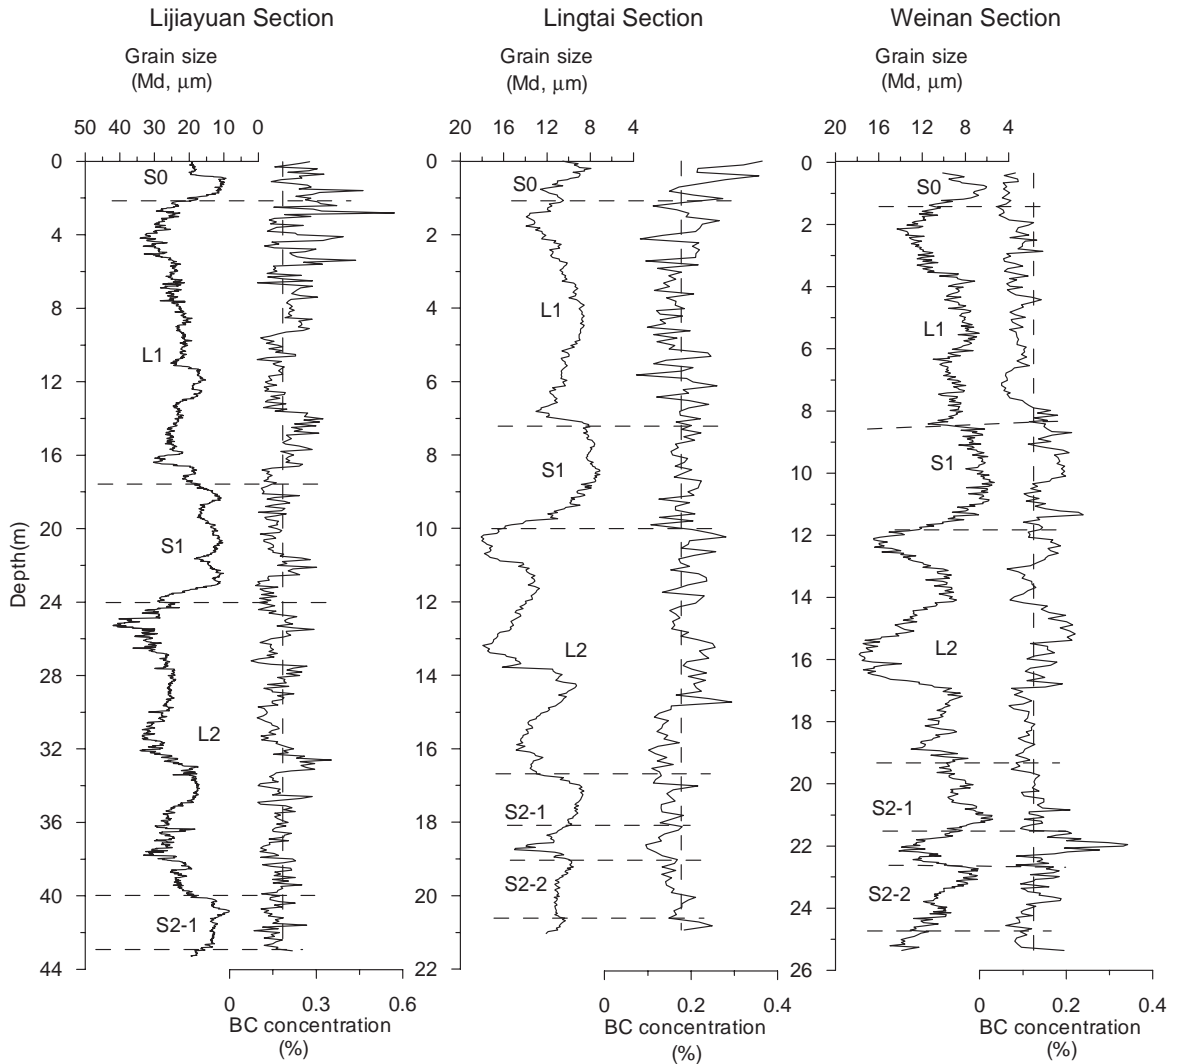 Lijiayuan Section
Grain size
(Md, μm)
50 40 30 20 10 0
0
4
8
12
16
20
24
28
32
36
40
44
Depth(m)
S0
L1
S1
L2
S2-1
0 0.3 0.6
BC concentration
(%)
Lingtai Section
Grain size
(Md, μm)
20 16 12 8 4
0
2
4
6
8
10
12
14
16
18
20
22
S0
L1
S1
L2
S2-1
S2-2
0 0.2 0.4
BC concentration
(%)
Weinan Section
Grain size
(Md, μm)
20 16 12 8 4
0
2
4
6
8
10
12
14
16
18
20
22
24
26
S0
L1
S1
L2
S2-1
S2-2
0 0.2 0.4
BC concentration
(%)